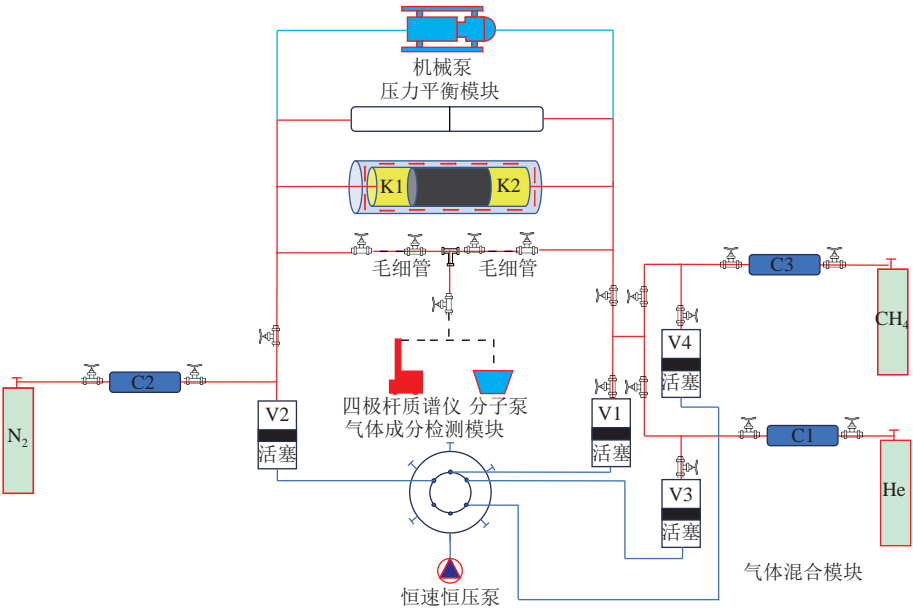 机械泵
压力平衡模块
K1
K2
毛细管
毛细管
C3
CH₄
V4
活塞
C2
N₂
四极杆质谱仪 分子泵
气体成分检测模块
V2
活塞
V1
活塞
C1
He
V3
活塞
气体混合模块
恒速恒压泵